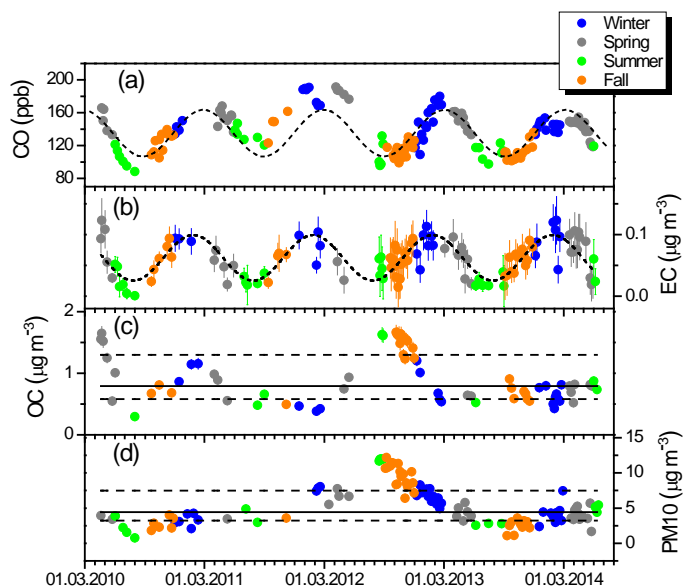 Winter
Spring
Summer
Fall
(a)
200
160
120
80
CO (ppb)
(b)
0.1
0.0
EC (µg m-3)
(c)
2
1
0
OC (µg m-3)
(d)
15
10
5
0
PM10 (µg m-3)
01.03.2010 01.03.2011 01.03.2012 01.03.2013 01.03.2014